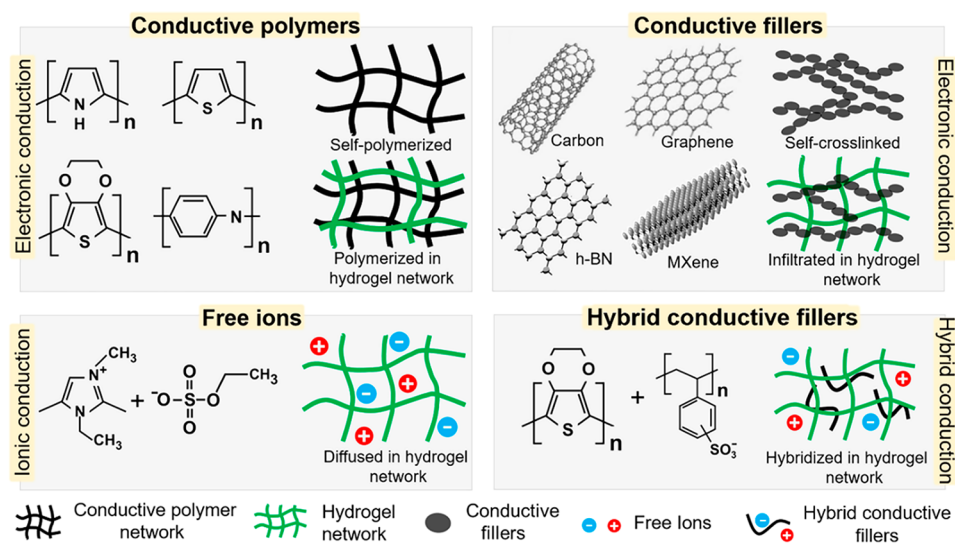 Conductive polymers
Electronic conduction
N
H
n
S
n
Self-polymerized
O
O
S
n
N
n
Polymerized in
hydrogel network
Conductive fillers
Electronic conduction
Carbon
Graphene
Self-crosslinked
h-BN
MXene
Infiltrated in hydrogel
network
Free ions
Ionic conduction
CH₃
N⁺
N
CH₃
+
⁻O
O
S
O
O
CH₃
+
−
−
+
+
−
Diffused in hydrogel
network
Hybrid conductive fillers
Hybrid conduction
O
O
S
n
+
n
SO₃⁻
−
+
+
−
Hybridized in hydrogel
network
Conductive polymer
network
Hydrogel
network
Conductive
fillers
− + Free Ions
− +
Hybrid conductive
fillers